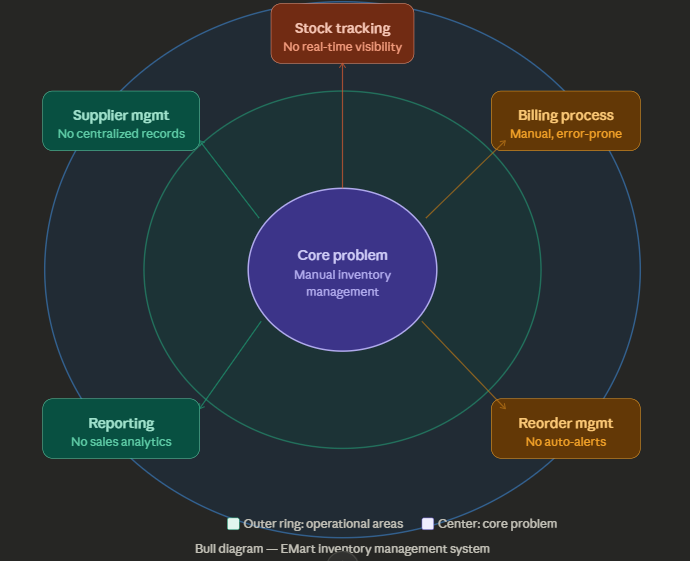 Stock tracking
No real-time visibility
Supplier mgmt
No centralized records
Billing process
Manual, error-prone
Core problem
Manual inventory
management
Reporting
No sales analytics
Reorder mgmt
No auto-alerts
Outer ring: operational areas
Center: core problem
Bull diagram — EMart inventory management system